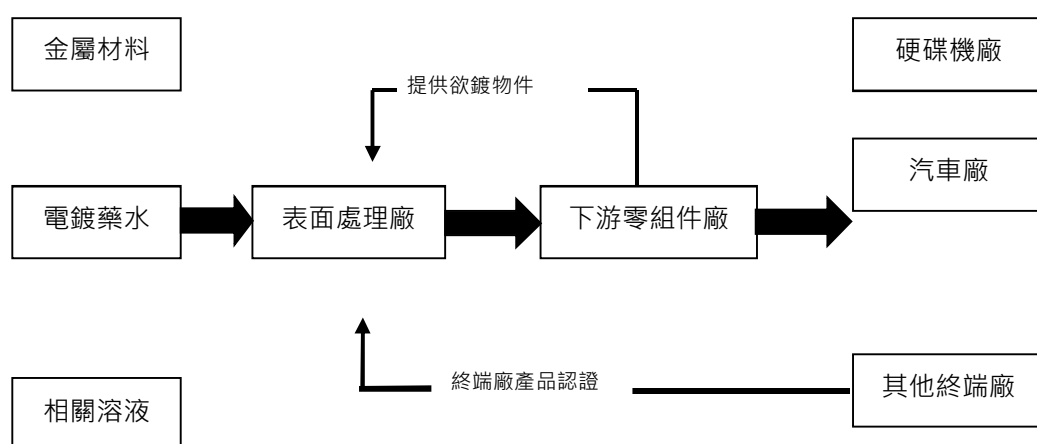 金屬材料
硬碟機廠
提供欲鍍物件
汽車廠
電鍍藥水
表面處理廠
下游零組件廠
終端廠產品認證
其他終端廠
相關溶液